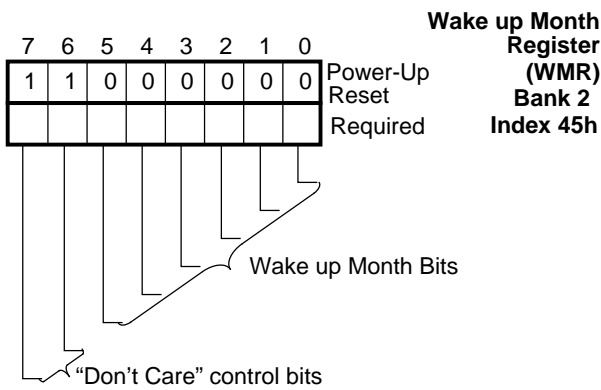 Wake up Month
Register
(WMR)
Bank 2
Index 45h
7 6 5 4 3 2 1 0
1 1 0 0 0 0 0 0
Power-Up
Reset
Required
Wake up Month Bits
“Don’t Care” control bits